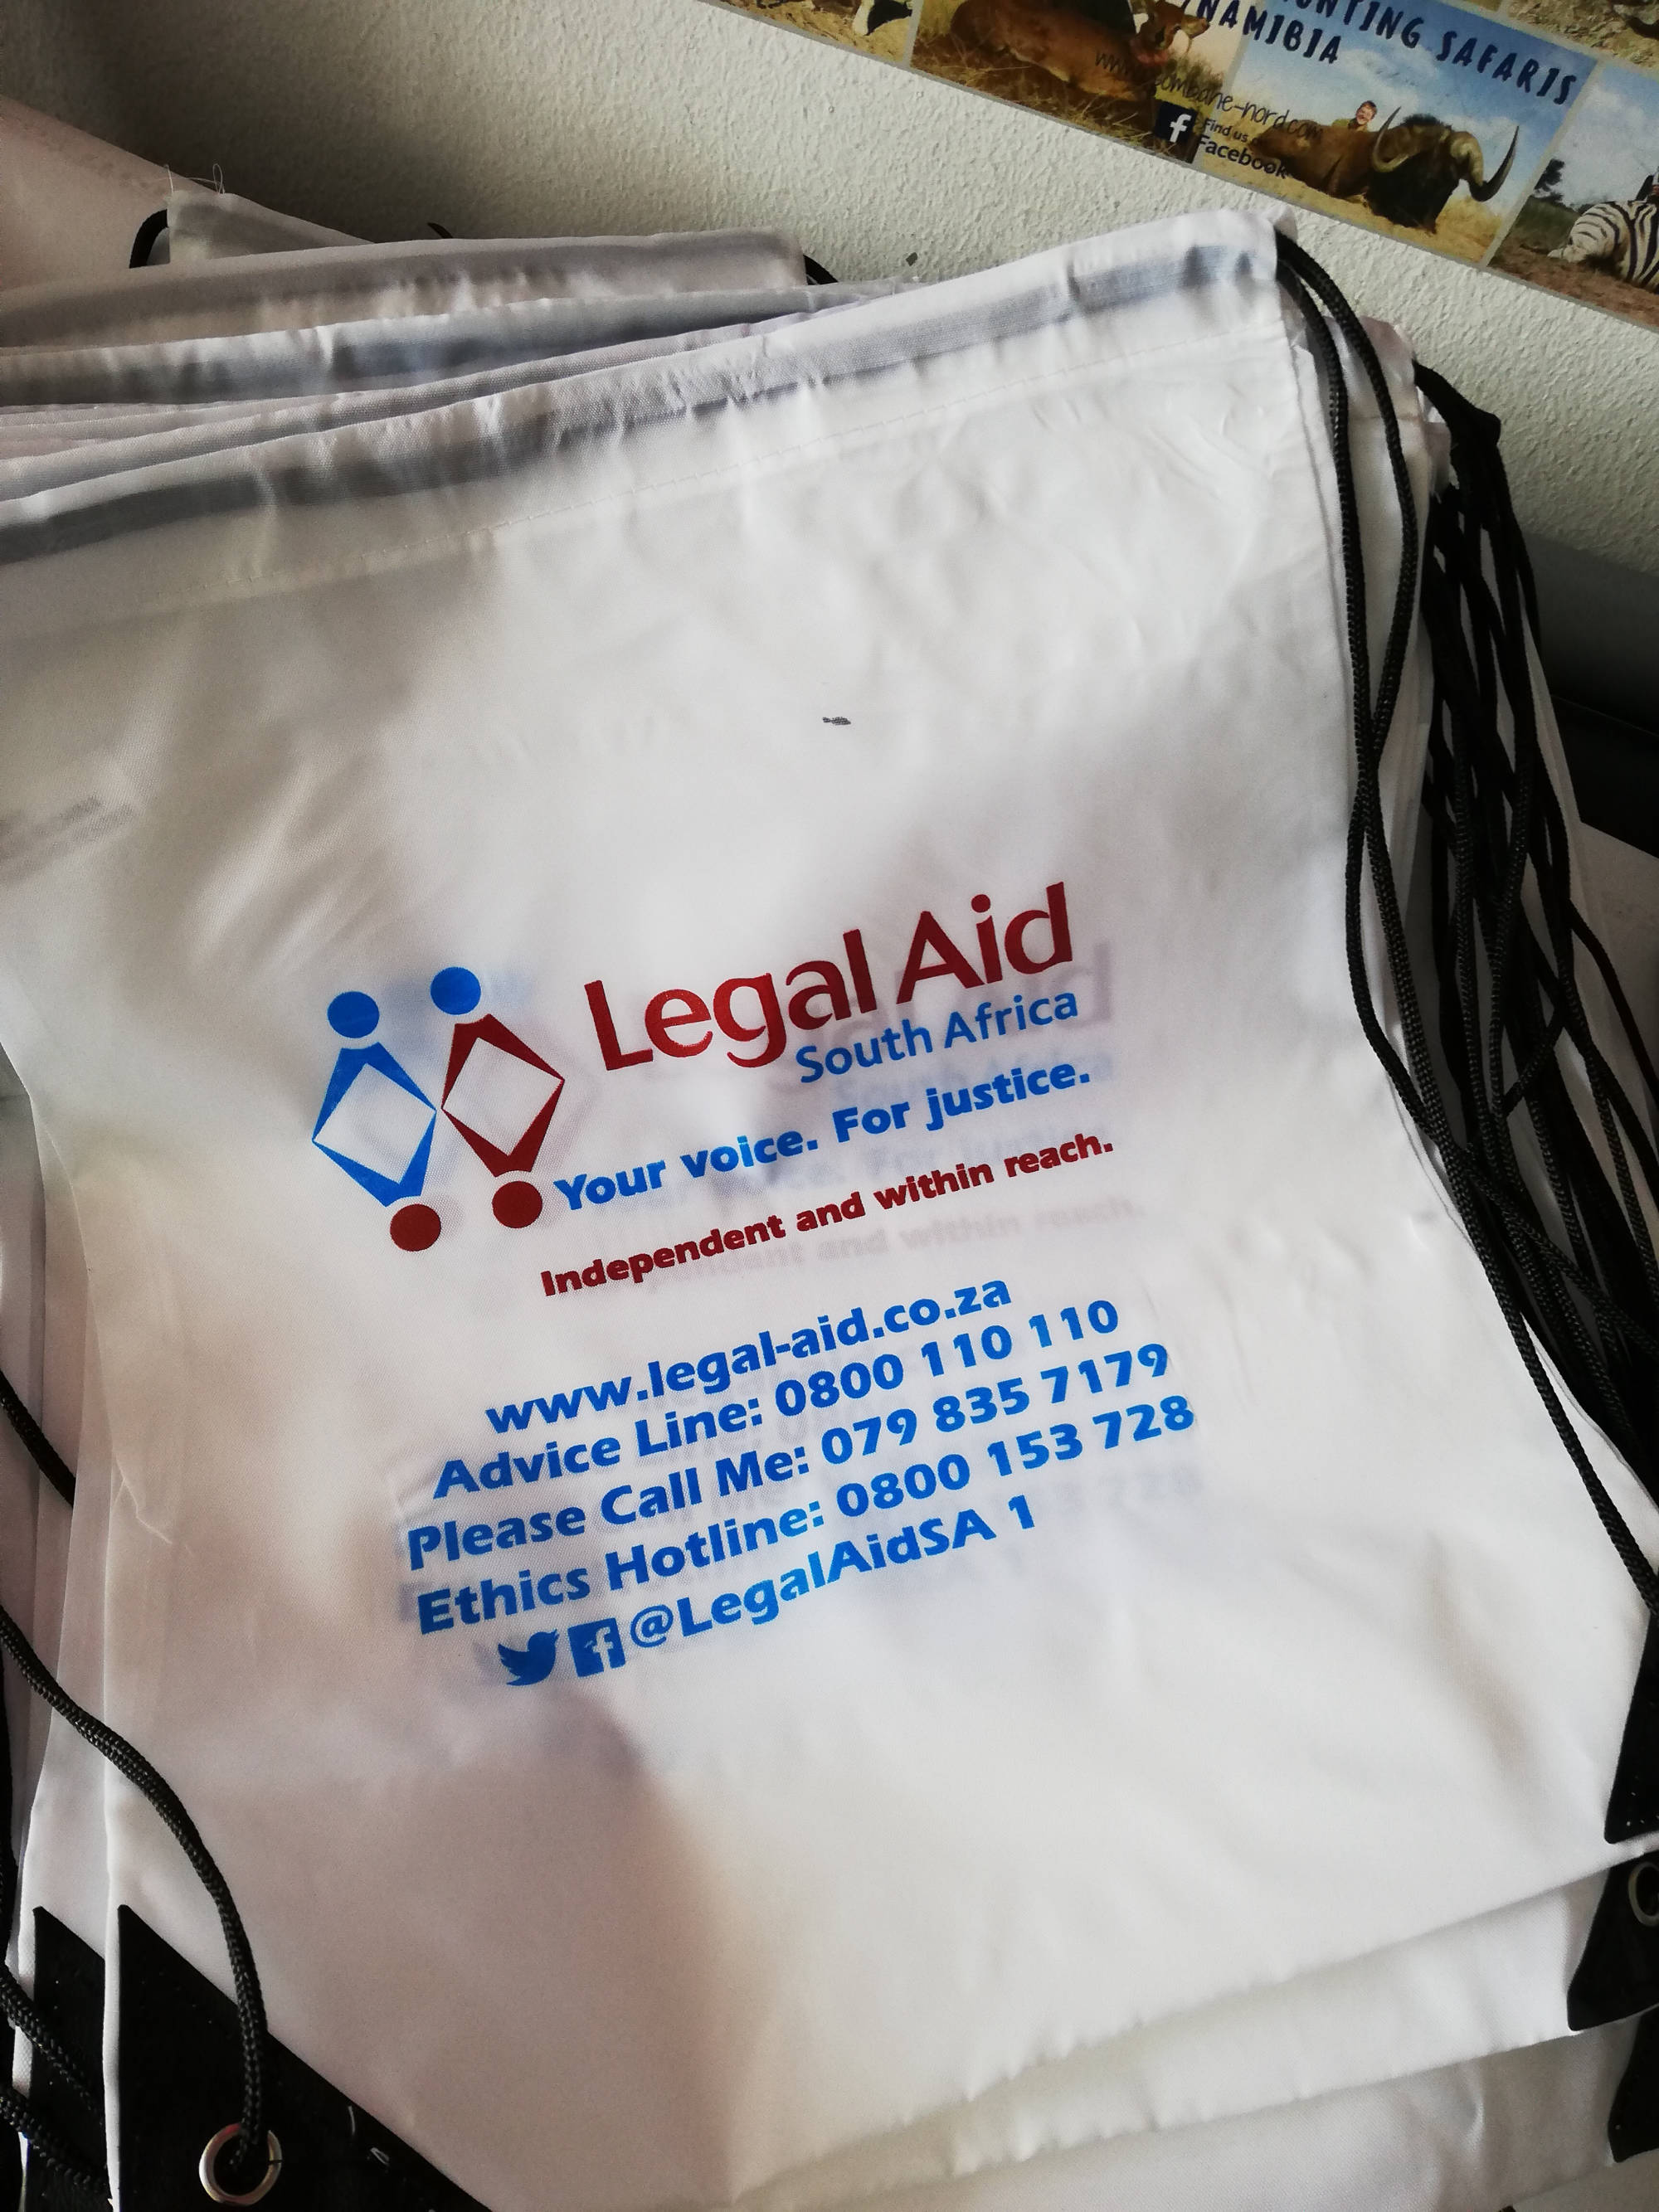 HUNTING SAFARIS
NAMIBIA
Find us
Facebook
Legal Aid
South Africa
Your voice. For justice.
Independent and within reach.
www.legal-aid.co.za
Advice Line: 0800 110 110
Please Call Me: 079 835 7179
Ethics Hotline: 0800 153 728
@LegalAidSA 1